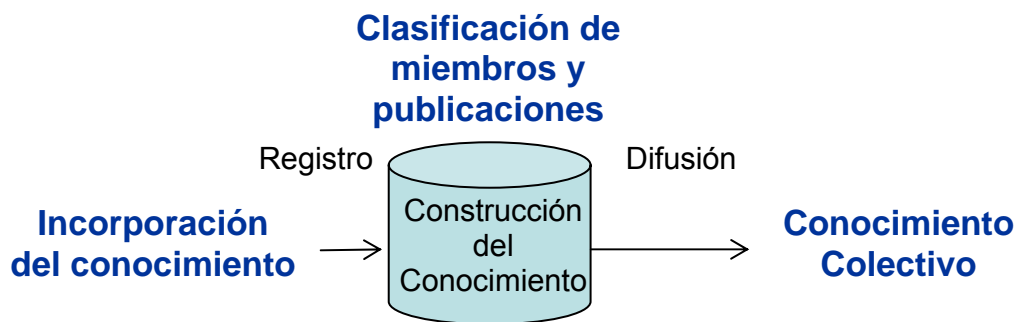 Clasificación de
miembros y
publicaciones
Registro
Difusión
Incorporación
del conocimiento
Construcción
del
Conocimiento
Conocimiento
Colectivo